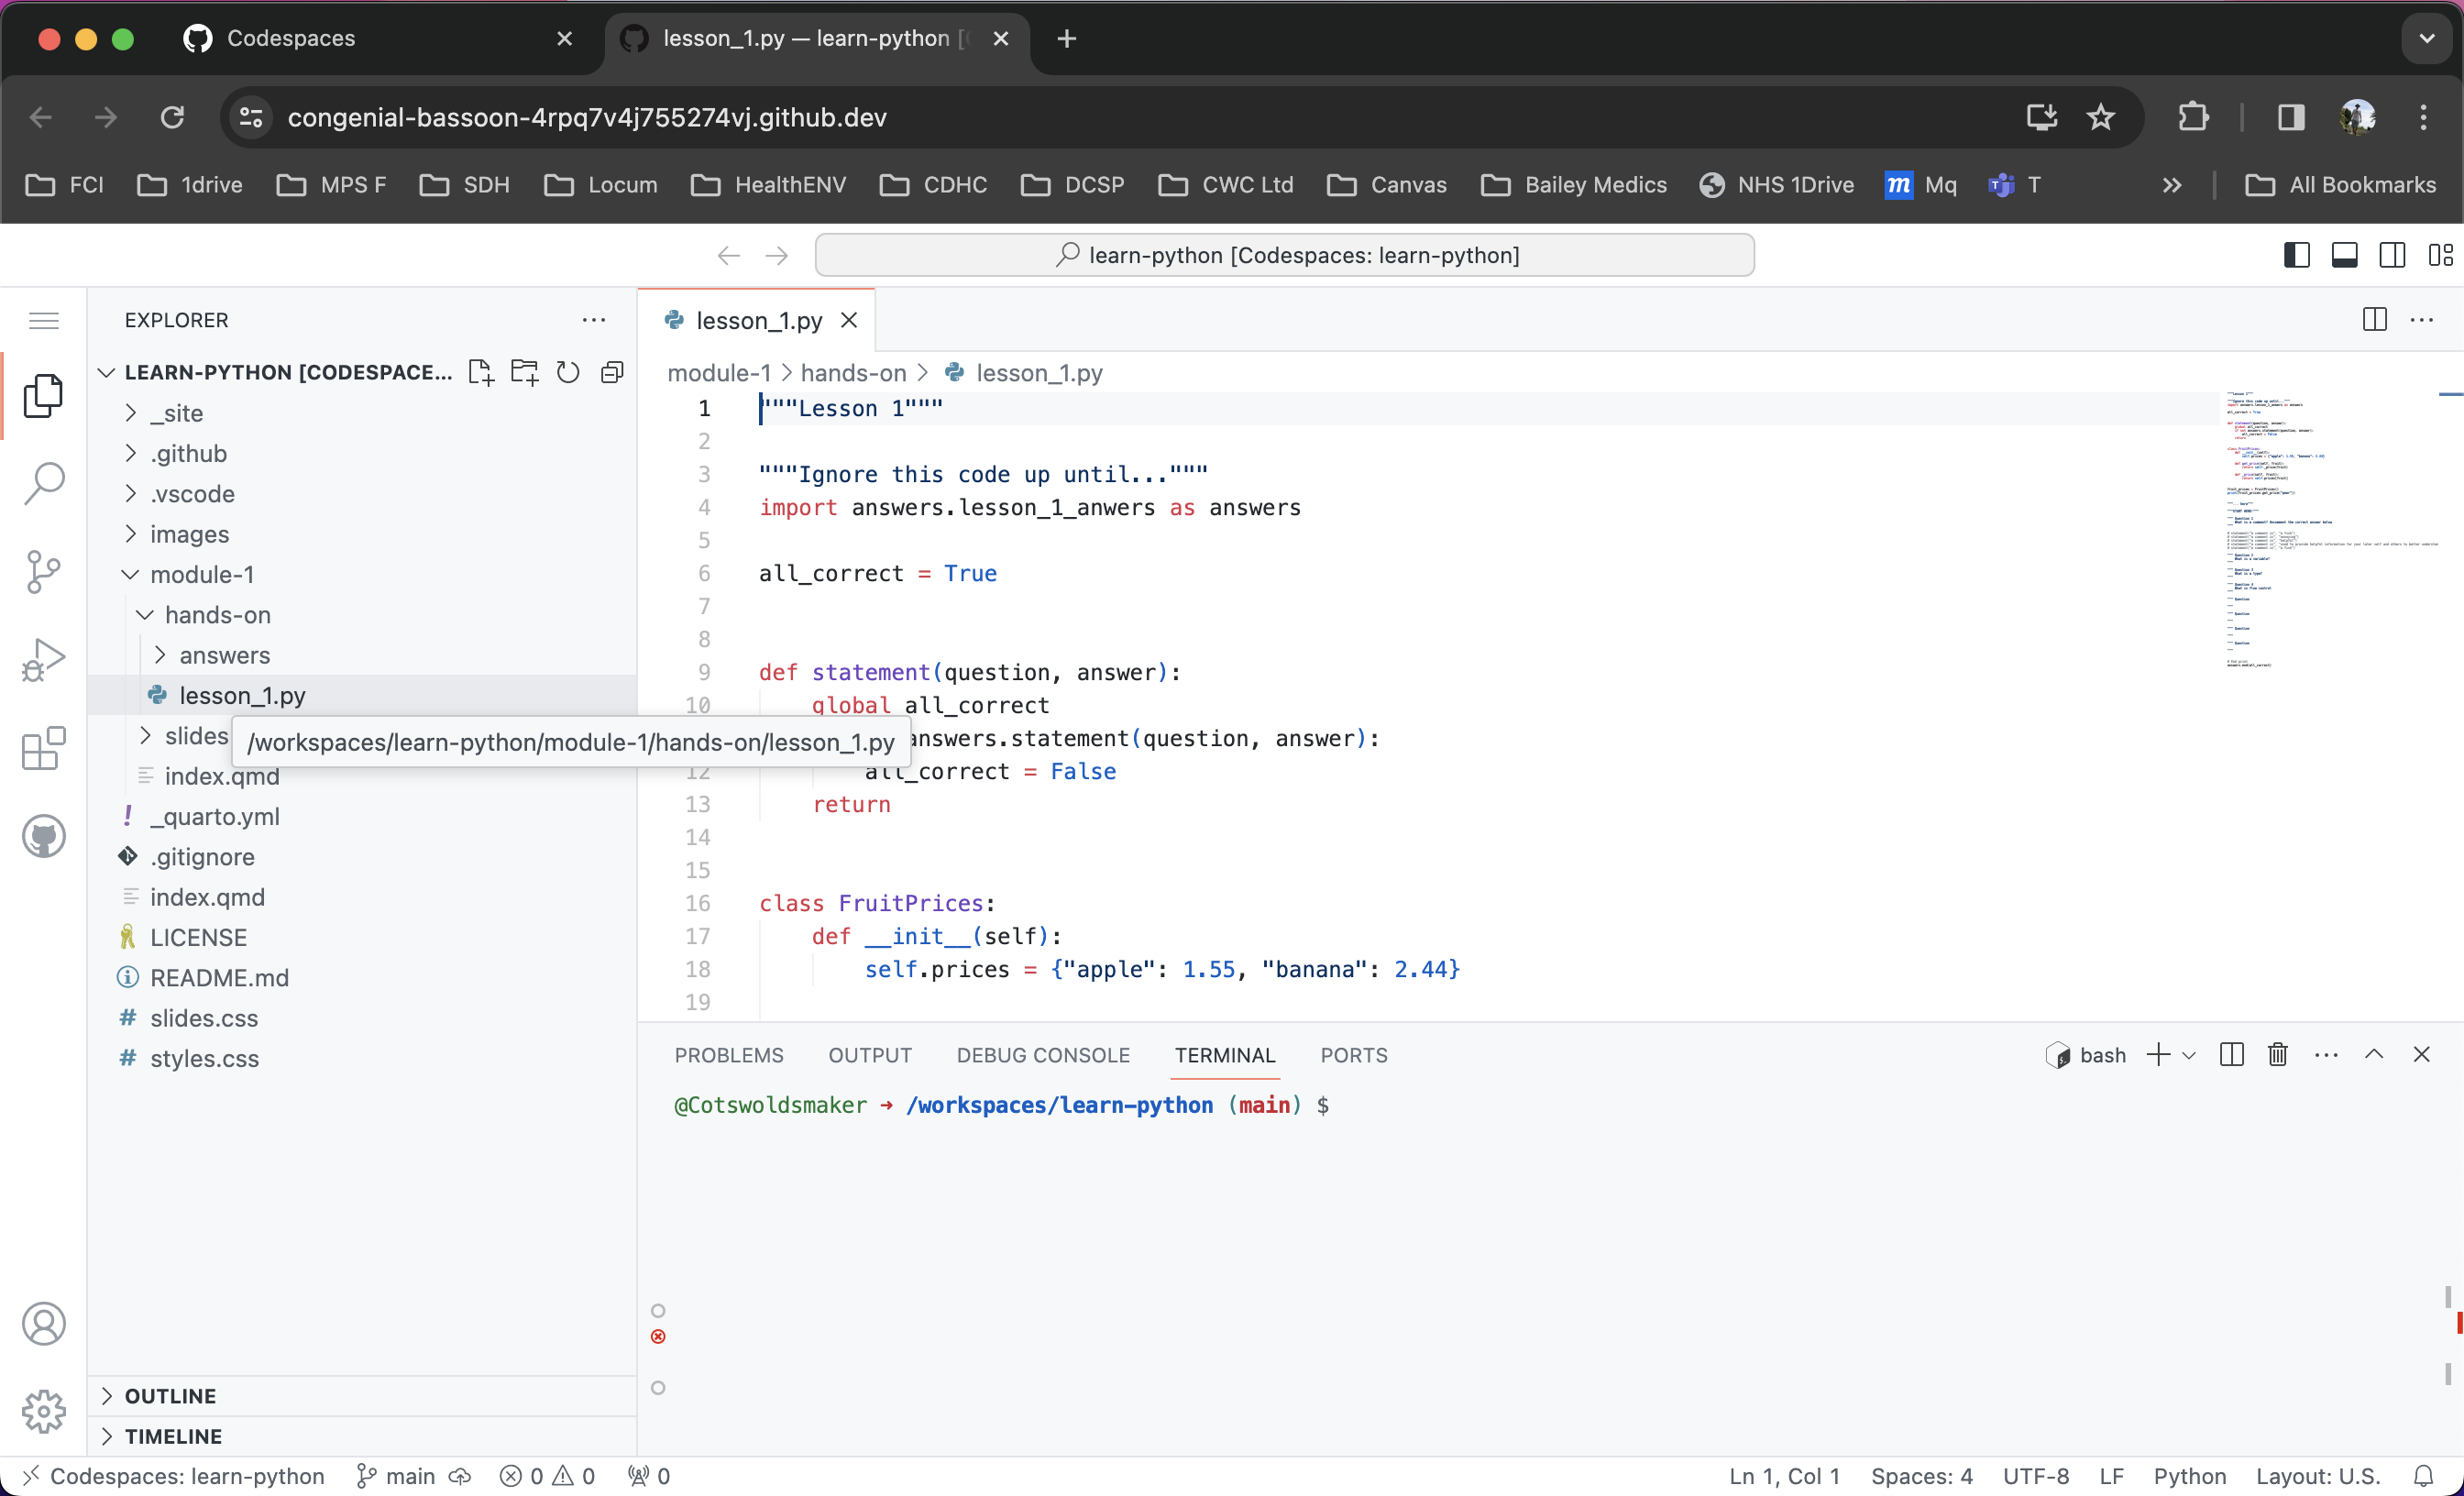 Codespaces
lesson_1.py — learn-python [
congenial-bassoon-4rpq7v4j755274vj.github.dev
FCI 1drive MPS F SDH Locum HealthENV CDHC DCSP CWC Ltd Canvas Bailey Medics NHS 1Drive m Mq T T » All Bookmarks
learn-python [Codespaces: learn-python]
EXPLORER
LEARN-PYTHON [CODESPACE...
_site
.github
.vscode
images
module-1
hands-on
answers
lesson_1.py
slides
/workspaces/learn-python/module-1/hands-on/lesson_1.py
index.qmd
! _quarto.yml
.gitignore
index.qmd
LICENSE
README.md
# slides.css
# styles.css
OUTLINE
TIMELINE
lesson_1.py
module-1 > hands-on > lesson_1.py
1 """Lesson 1"""
2
3 """Ignore this code up until..."""
4 import answers.lesson_1_anwers as answers
5
6 all_correct = True
7
8
9 def statement(question, answer):
10 global all_correct
answers.statement(question, answer):
12 all_correct = False
13 return
14
15
16 class FruitPrices:
17 def __init__(self):
18 self.prices = {"apple": 1.55, "banana": 2.44}
19
PROBLEMS OUTPUT DEBUG CONSOLE TERMINAL PORTS
bash
@Cotswoldsmaker → /workspaces/learn-python (main) $
Codespaces: learn-python main 0 0 0
Ln 1, Col 1 Spaces: 4 UTF-8 LF Python Layout: U.S.